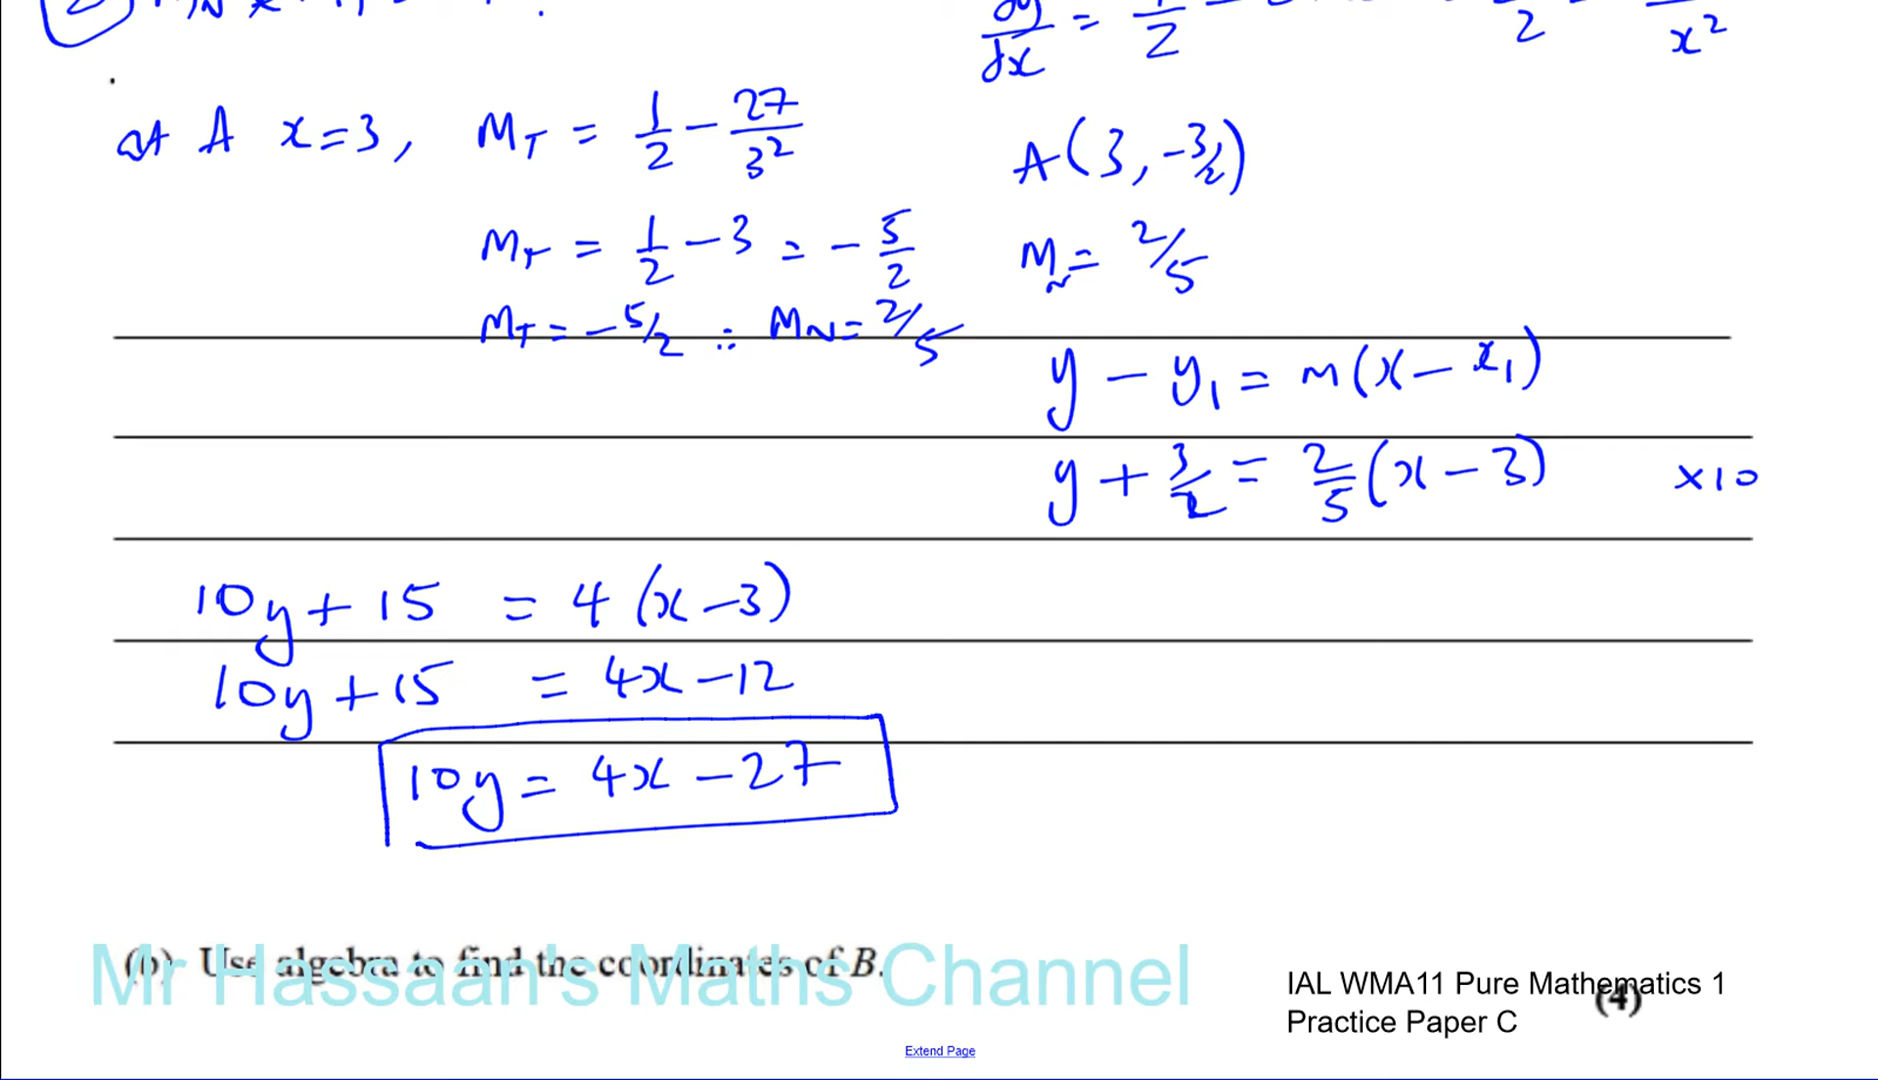 dy/dx = 1/2 2 x²
at A x=3, M_T = 1/2 - 27/3²
A(3, -3/2)
M_T = 1/2 - 3 = - 5/2
M_N = 2/5
M_T = -5/2 ∴ M_N = 2/5
y - y₁ = m(x - x₁)
y + 3/2 = 2/5 (x - 3) ×10
10y + 15 = 4 (x - 3)
10y + 15 = 4x - 12
10y = 4x - 27
(b) Use algebra to find the coordinates of B.
Mr Hassaan's Maths Channel
(4)
IAL WMA11 Pure Mathematics 1
Practice Paper C
Extend Page